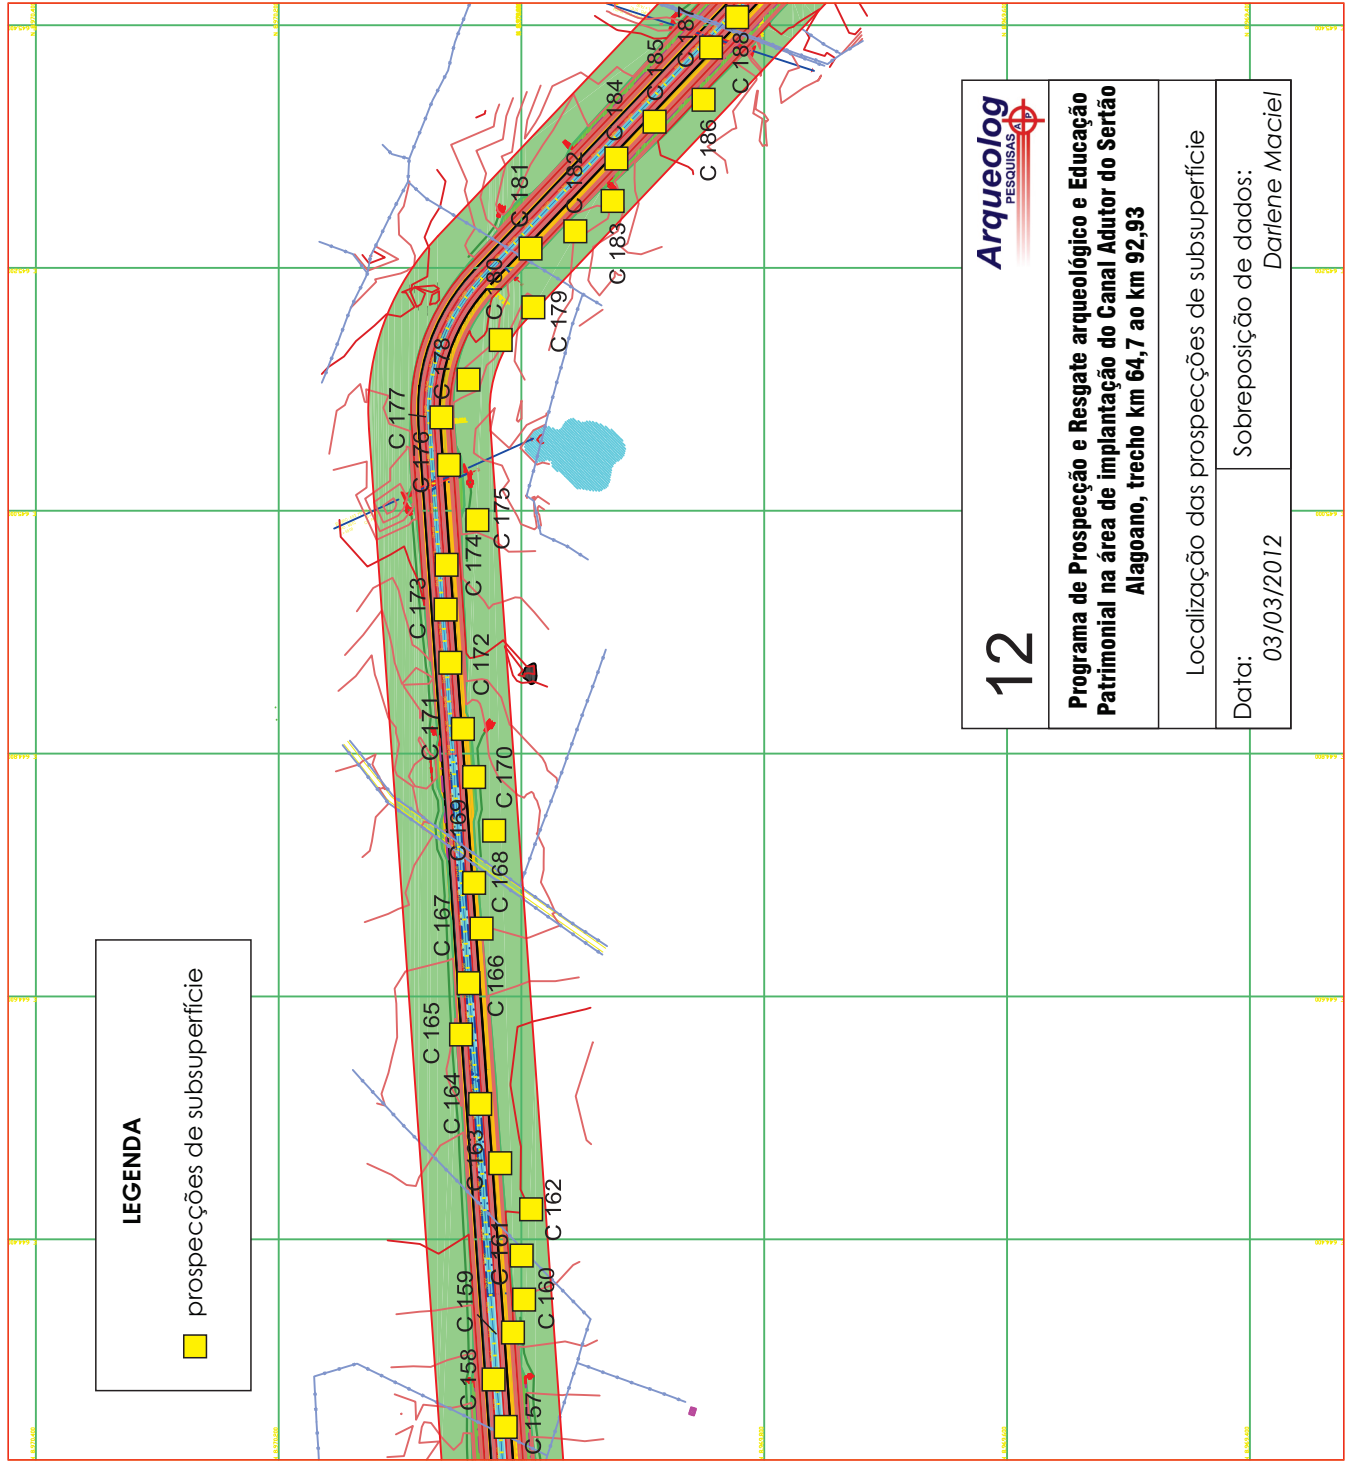 LEGENDA
prospecções de subsuperfície
C 157
C 158
C 159
C 160
C 161
C 162
C 163
C 164
C 165
C 166
C 167
C 168
C 169
C 170
C 171
C 172
C 173
C 174
C 175
C 176
C 177
C 178
C 179
C 180
C 181
C 182
C 183
C 184
C 185
C 186
C 187
C 188
12
Arqueolog
PESQUISAS
A P
Programa de Prospecção e Resgate arqueológico e Educação
Patrimonial na área de implantação do Canal Adutor do Sertão
Alagoano, trecho km 64,7 ao km 92,93
Localização das prospecções de subsuperfície
Data:
03/03/2012
Sobreposição de dados:
Darlene Maciel